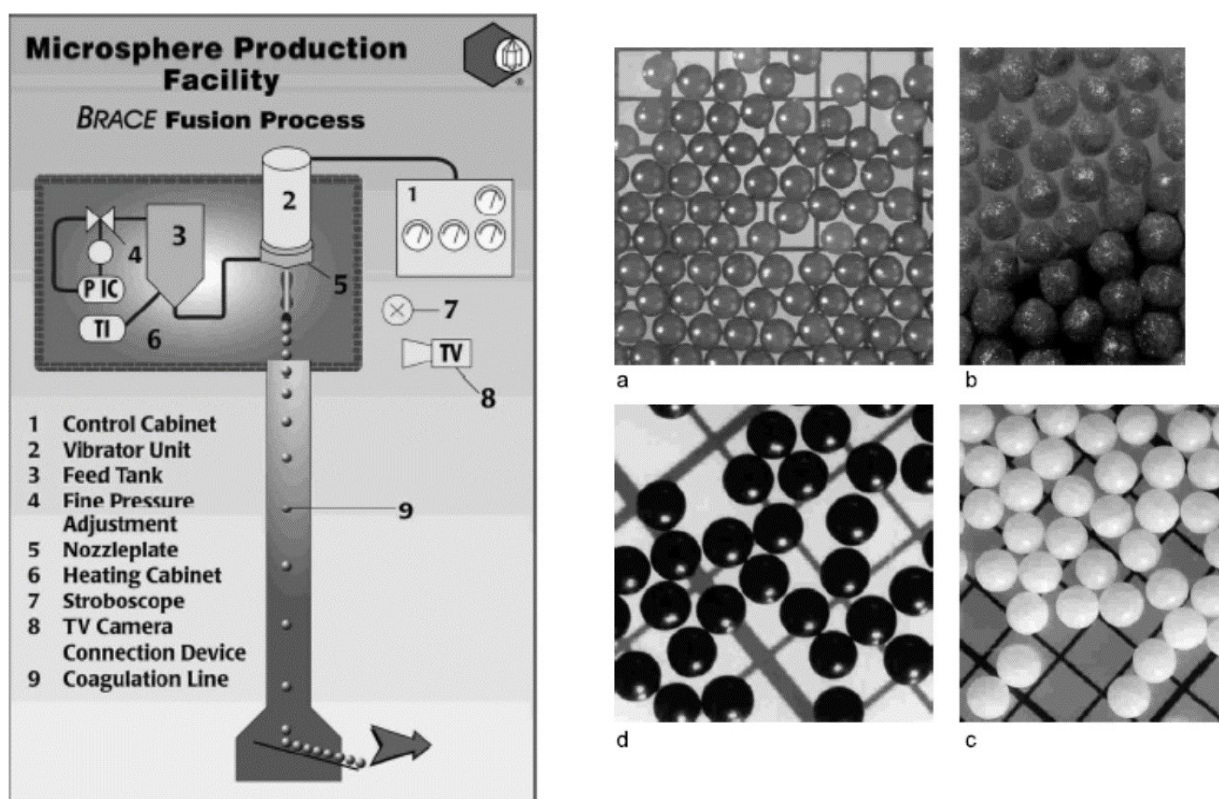 Microsphere Production
Facility
®
BRACE Fusion Process
1
2
3
4
P IC
TI
5
6
7
TV
8
9
1 Control Cabinet
2 Vibrator Unit
3 Feed Tank
4 Fine Pressure
Adjustment
5 Nozzleplate
6 Heating Cabinet
7 Stroboscope
8 TV Camera
Connection Device
9 Coagulation Line
a
b
d
c